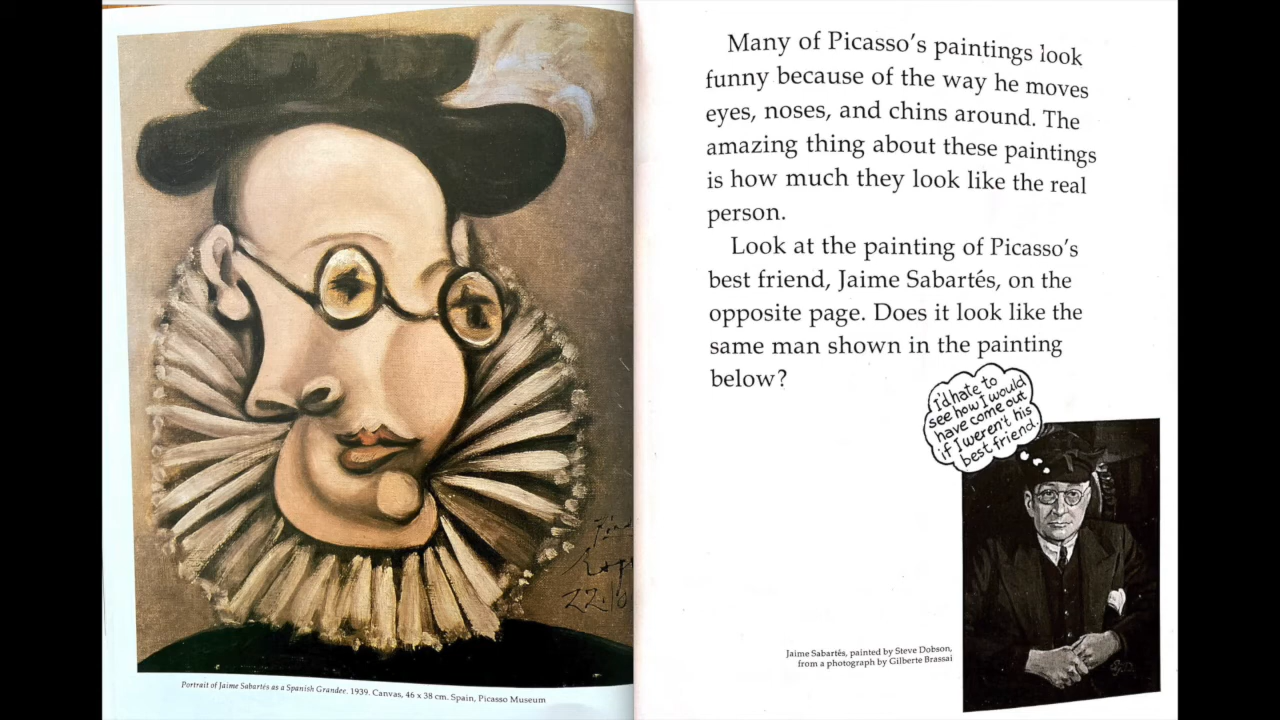 Portrait of Jaime Sabartés as a Spanish Grandee. 1939. Canvas, 46 x 38 cm. Spain, Picasso Museum
Many of Picasso's paintings look
funny because of the way he moves
eyes, noses, and chins around. The
amazing thing about these paintings
is how much they look like the real
person.
Look at the painting of Picasso's
best friend, Jaime Sabartés, on the
opposite page. Does it look like the
same man shown in the painting
below?
I'd hate to
see how I would
have come out
if I weren't his
best friend.
Jaime Sabartés, painted by Steve Dobson,
from a photograph by Gilberte Brassai